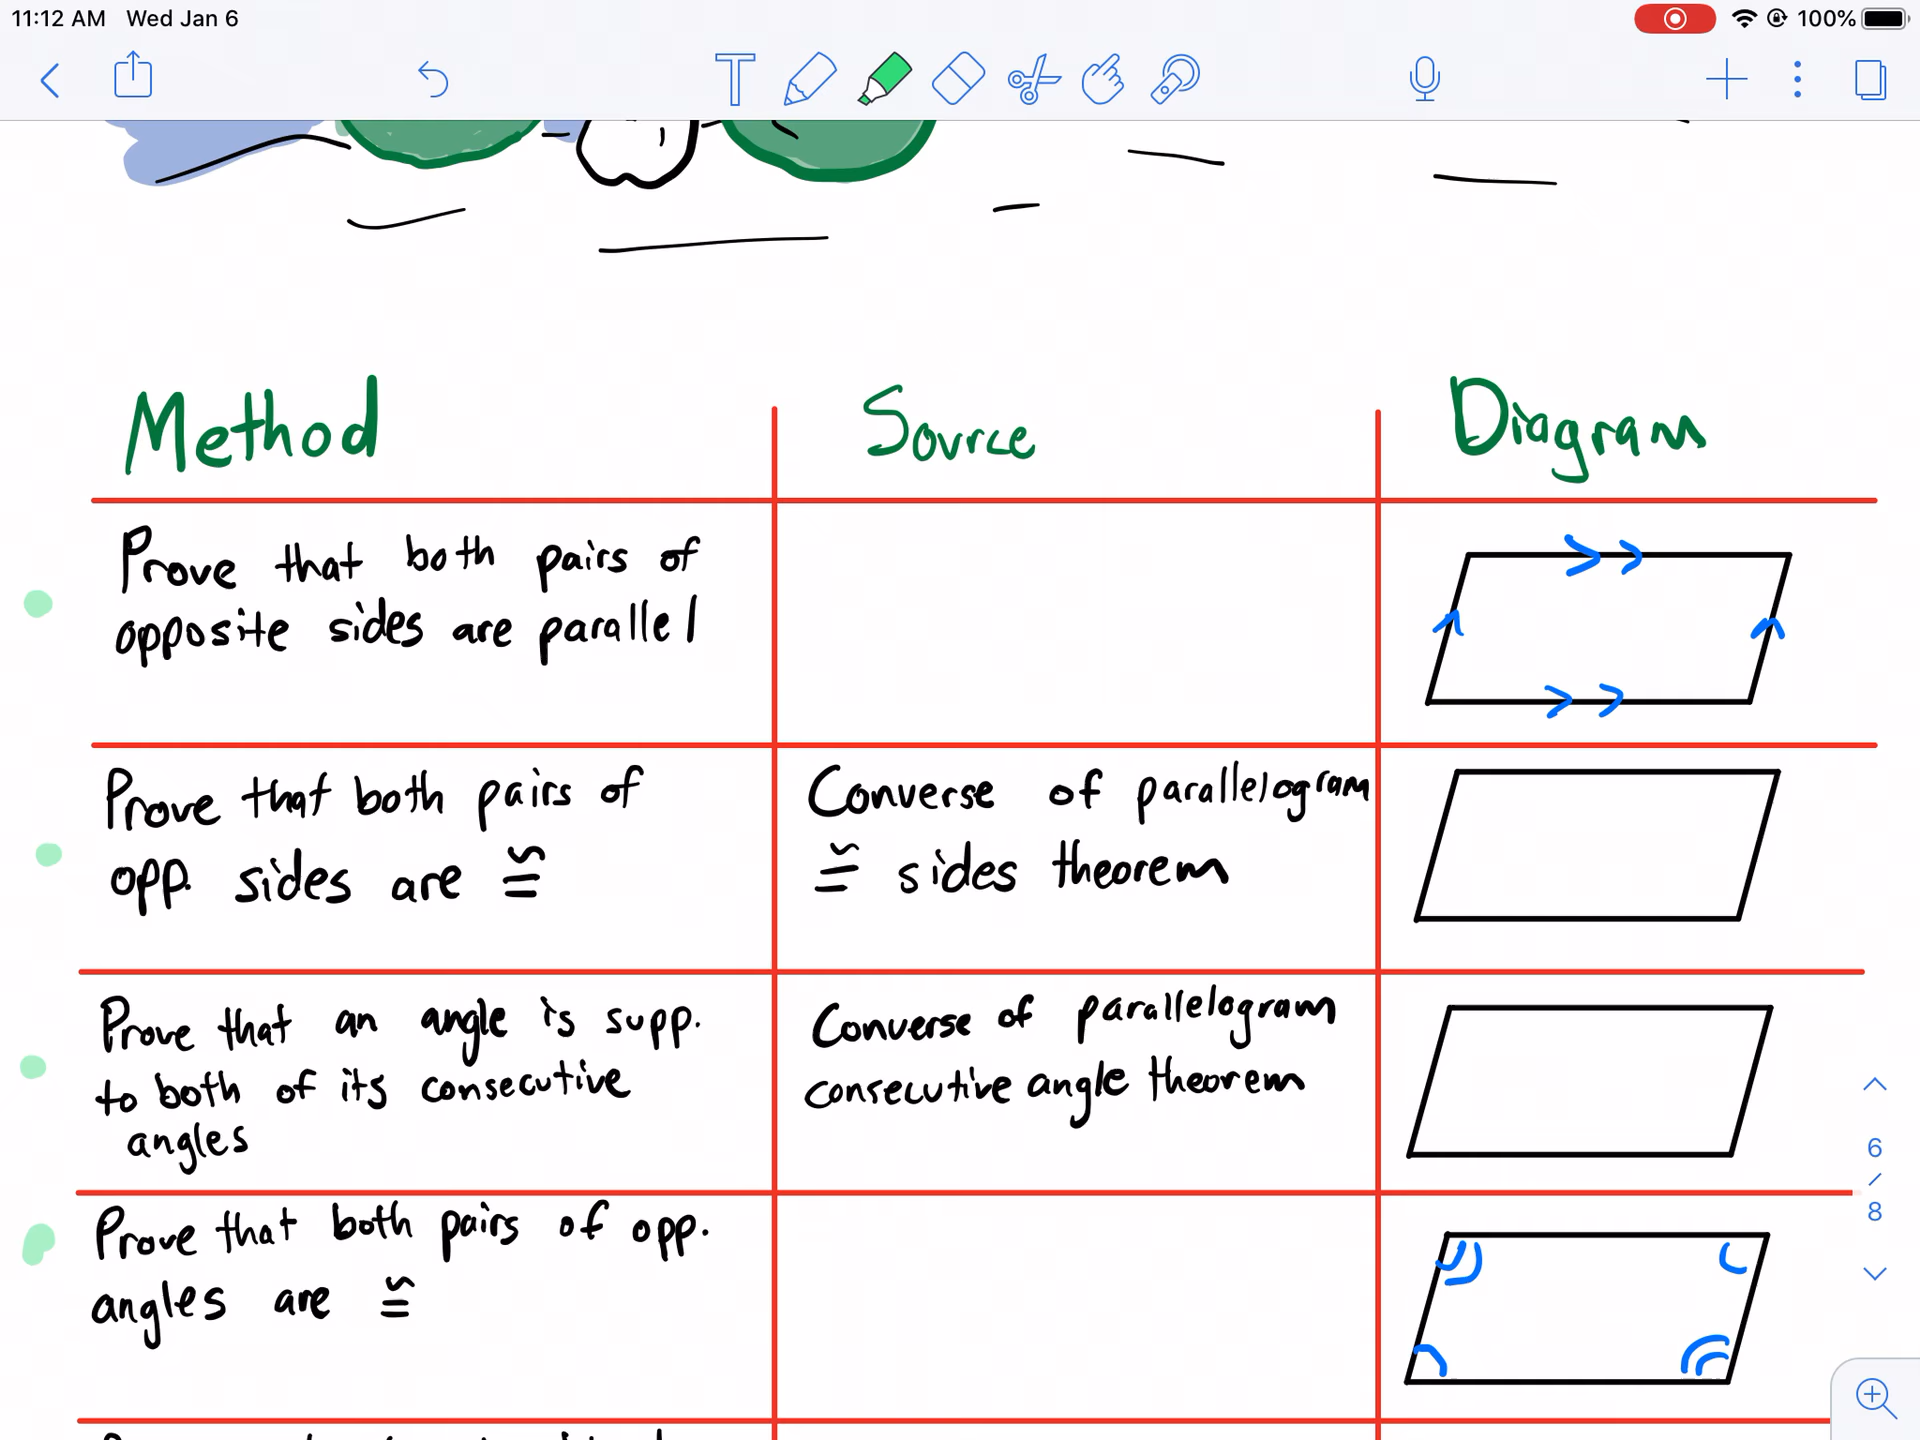 11:12 AM Wed Jan 6
100%
Method
Source
Diagram
Prove that both pairs of
opposite sides are parallel
Prove that both pairs of
opp. sides are ≅
Converse of parallelogram
≅ sides theorem
Prove that an angle is supp.
to both of its consecutive
angles
Converse of parallelogram
consecutive angle theorem
Prove that both pairs of opp.
angles are ≅
6
/
8